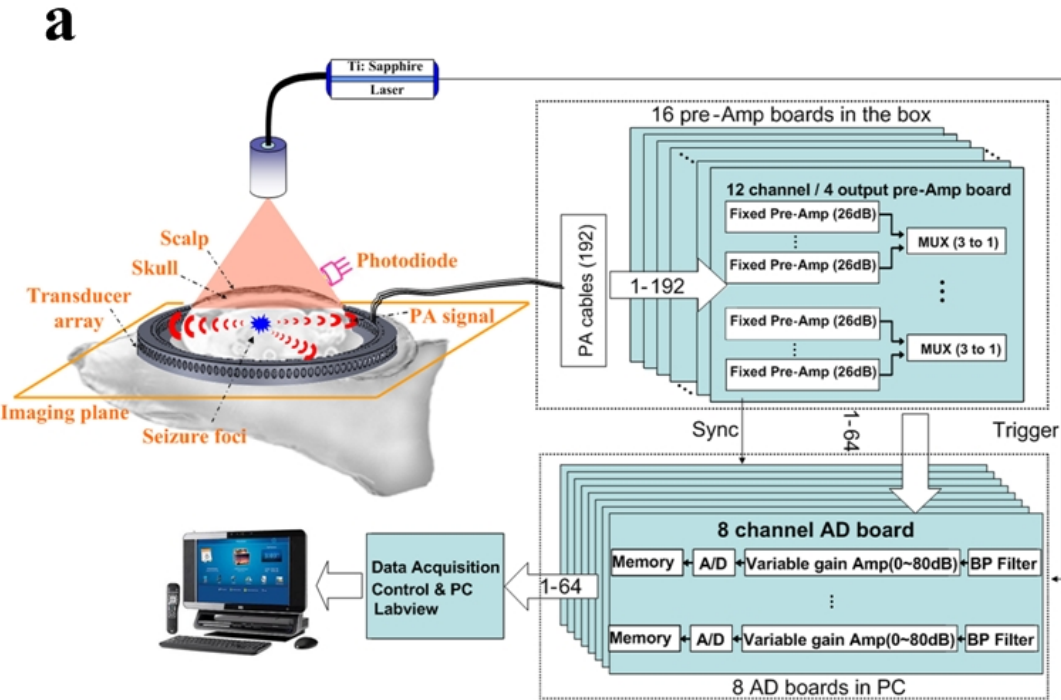 a
Ti: Sapphire
Laser
Scalp
Skull
Transducer
array
Photodiode
PA signal
Imaging plane
Seizure foci
PA cables (192)
1-192
16 pre-Amp boards in the box
12 channel / 4 output pre-Amp board
Fixed Pre-Amp (26dB)
Fixed Pre-Amp (26dB)
MUX (3 to 1)
Fixed Pre-Amp (26dB)
Fixed Pre-Amp (26dB)
MUX (3 to 1)
Sync
1-64
Trigger
8 channel AD board
Memory
A/D
Variable gain Amp(0~80dB)
BP Filter
Memory
A/D
Variable gain Amp(0~80dB)
BP Filter
8 AD boards in PC
1-64
Data Acquisition
Control & PC
Labview